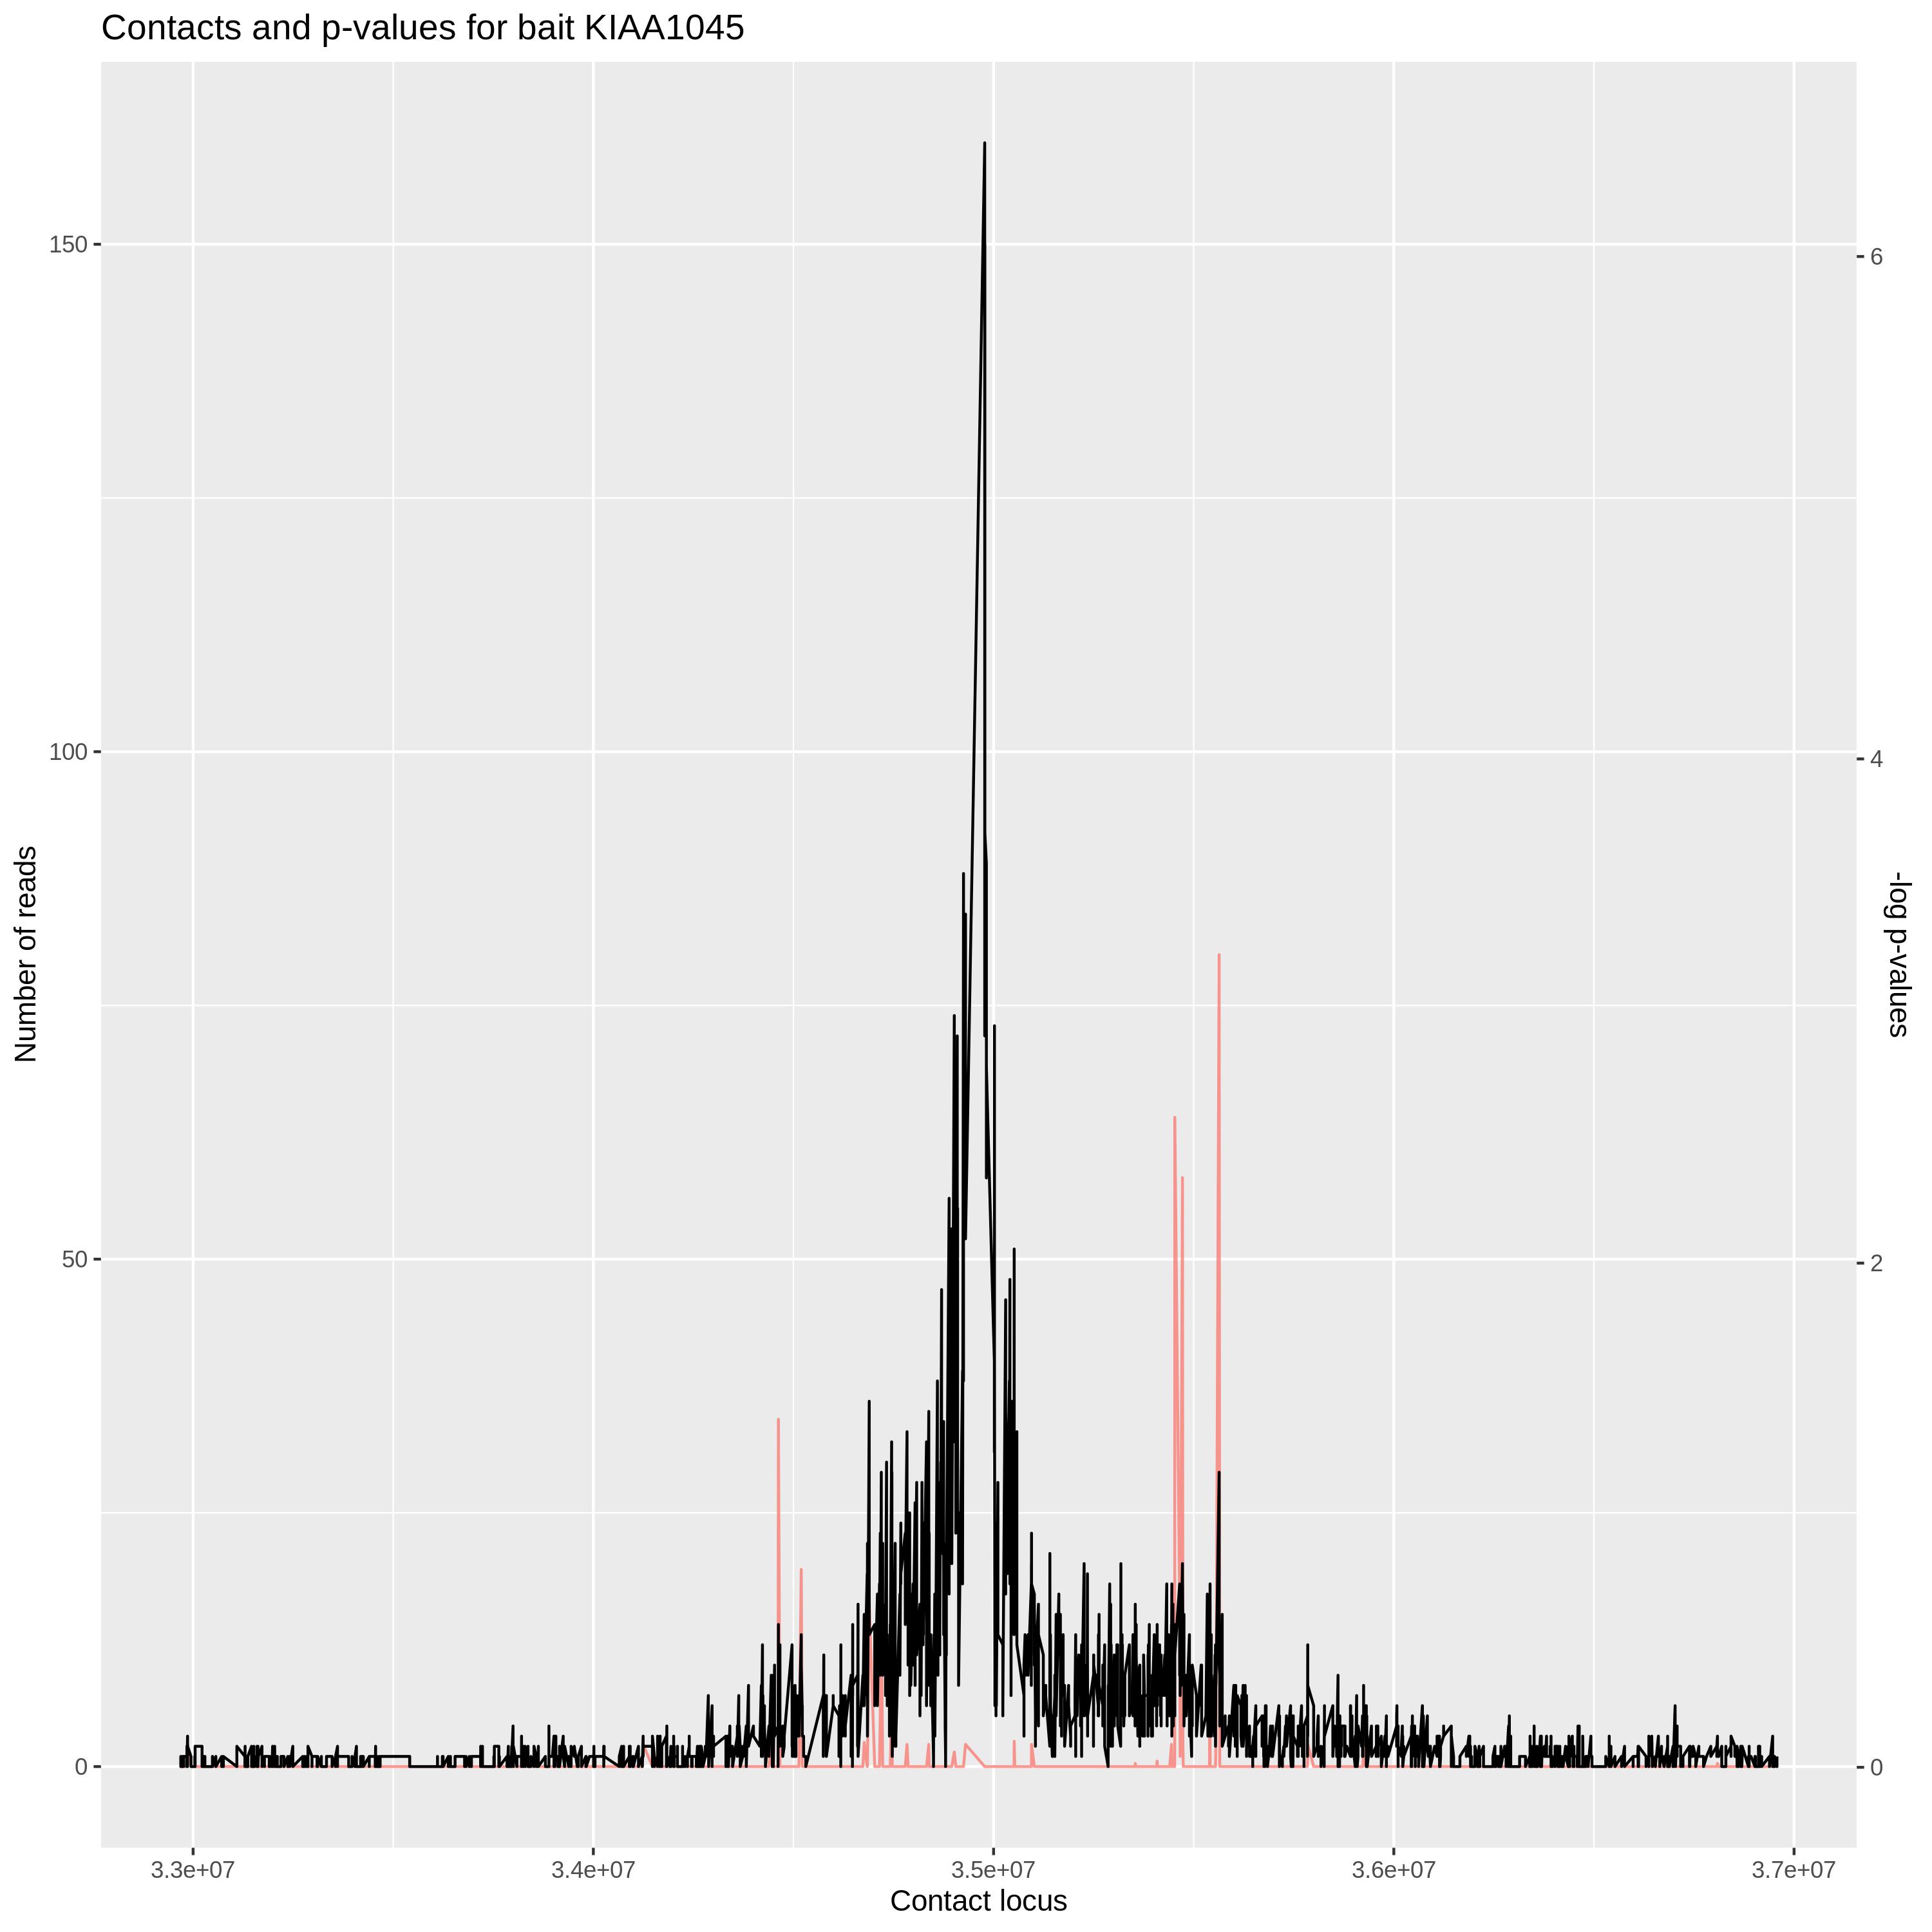 Contacts and p-values for bait KIAA1045
Number of reads
150
100
50
0
6
4
2
0
-log p-values
3.3e+07
3.4e+07
3.5e+07
3.6e+07
3.7e+07
Contact locus